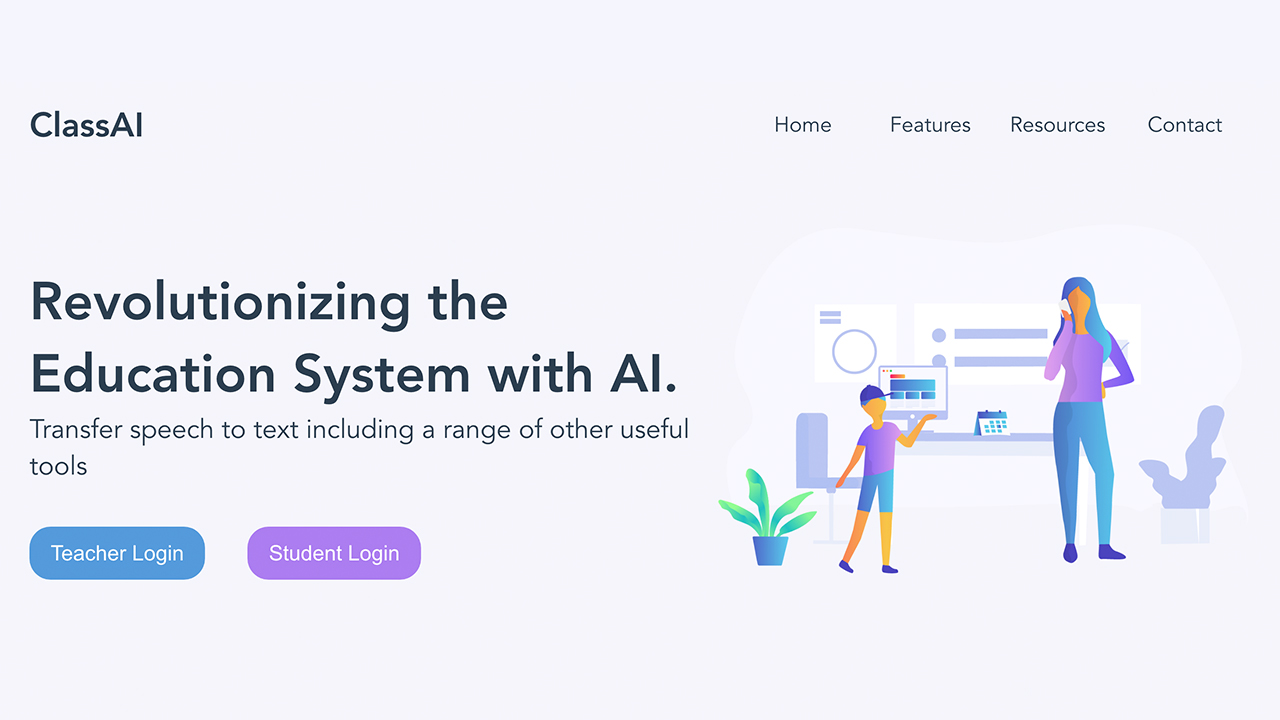 ClassAI
Home
Features
Resources
Contact
Revolutionizing the
Education System with AI.
Transfer speech to text including a range of other useful
tools
Teacher Login
Student Login